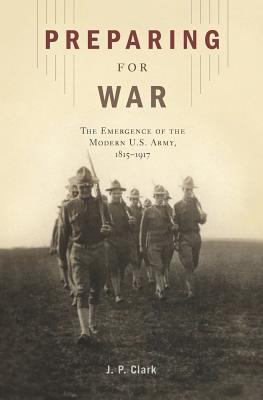 PREPARING
FOR
WAR
THE EMERGENCE OF THE
MODERN U.S. ARMY,
1815–1917
J. P. Clark